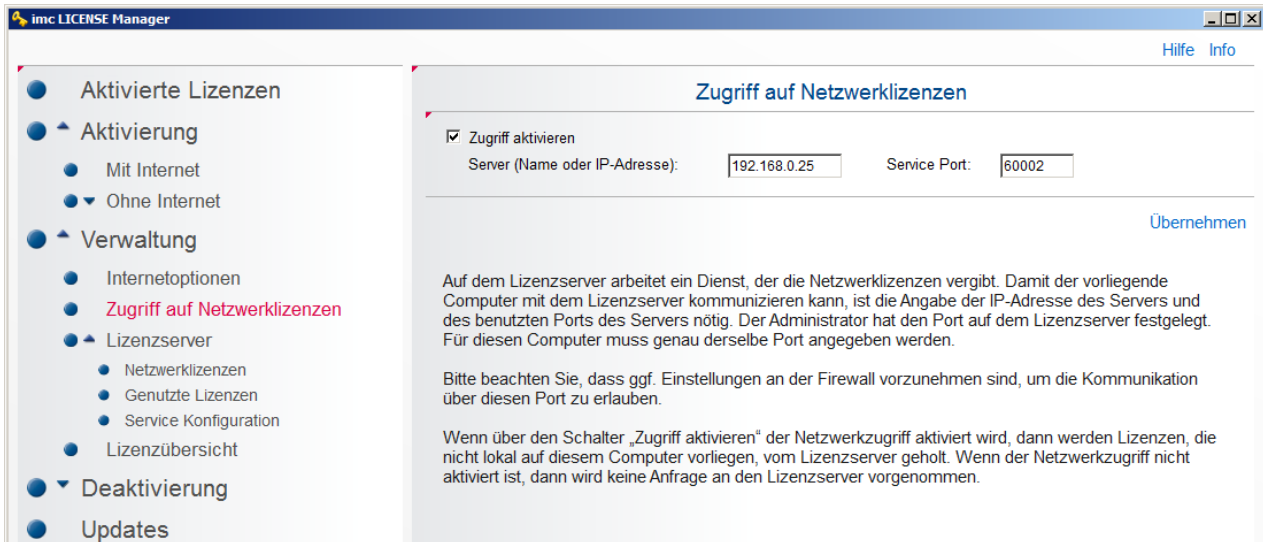 imc LICENSE Manager
Hilfe Info
Aktivierte Lizenzen
Aktivierung
Mit Internet
Ohne Internet
Verwaltung
Internetoptionen
Zugriff auf Netzwerklizenzen
Lizenzserver
Netzwerklizenzen
Genutzte Lizenzen
Service Konfiguration
Lizenzübersicht
Deaktivierung
Updates
Zugriff auf Netzwerklizenzen
Zugriff aktivieren
Server (Name oder IP-Adresse): 192.168.0.25 Service Port: 60002
Übernehmen
Auf dem Lizenzserver arbeitet ein Dienst, der die Netzwerklizenzen vergibt. Damit der vorliegende
Computer mit dem Lizenzserver kommunizieren kann, ist die Angabe der IP-Adresse des Servers und
des benutzten Ports des Servers nötig. Der Administrator hat den Port auf dem Lizenzserver festgelegt.
Für diesen Computer muss genau derselbe Port angegeben werden.
Bitte beachten Sie, dass ggf. Einstellungen an der Firewall vorzunehmen sind, um die Kommunikation
über diesen Port zu erlauben.
Wenn über den Schalter „Zugriff aktivieren“ der Netzwerkzugriff aktiviert wird, dann werden Lizenzen, die
nicht lokal auf diesem Computer vorliegen, vom Lizenzserver geholt. Wenn der Netzwerkzugriff nicht
aktiviert ist, dann wird keine Anfrage an den Lizenzserver vorgenommen.